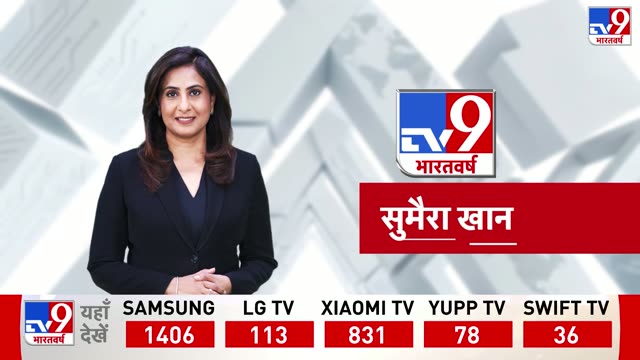 TV9
भारतवर्ष
TV9
भारतवर्ष
सुमैरा खान
TV9
भारतवर्ष
यहाँ
देखें
SAMSUNG LG TV XIAOMI TV YUPP TV SWIFT TV
1406 113 831 78 36